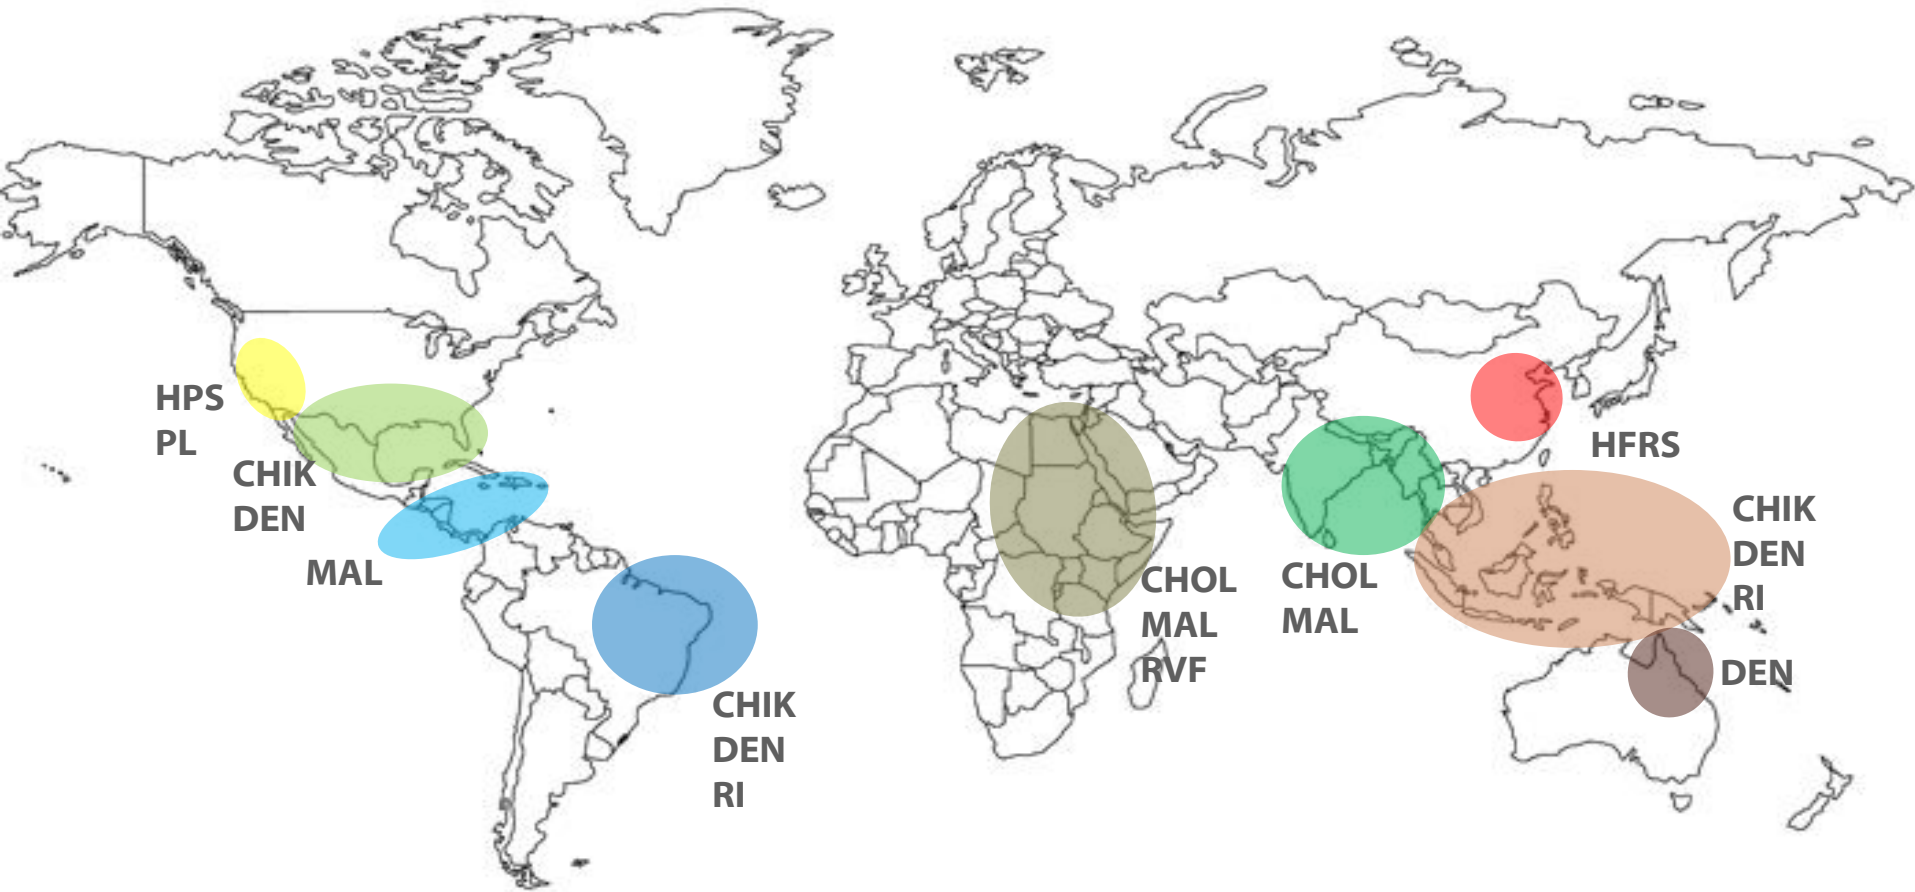 HPS
PL
CHIK
DEN
MAL
CHIK
DEN
RI
CHOL
MAL
RVF
CHOL
MAL
HFRS
CHIK
DEN
RI
DEN